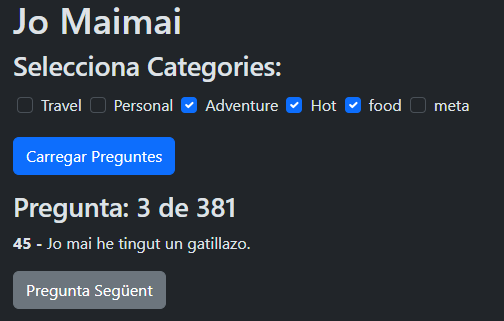 Jo Maimai
Selecciona Categories:
Travel Personal Adventure Hot food meta
Carregar Preguntes
Pregunta: 3 de 381
45 - Jo mai he tingut un gatillazo.
Pregunta Següent